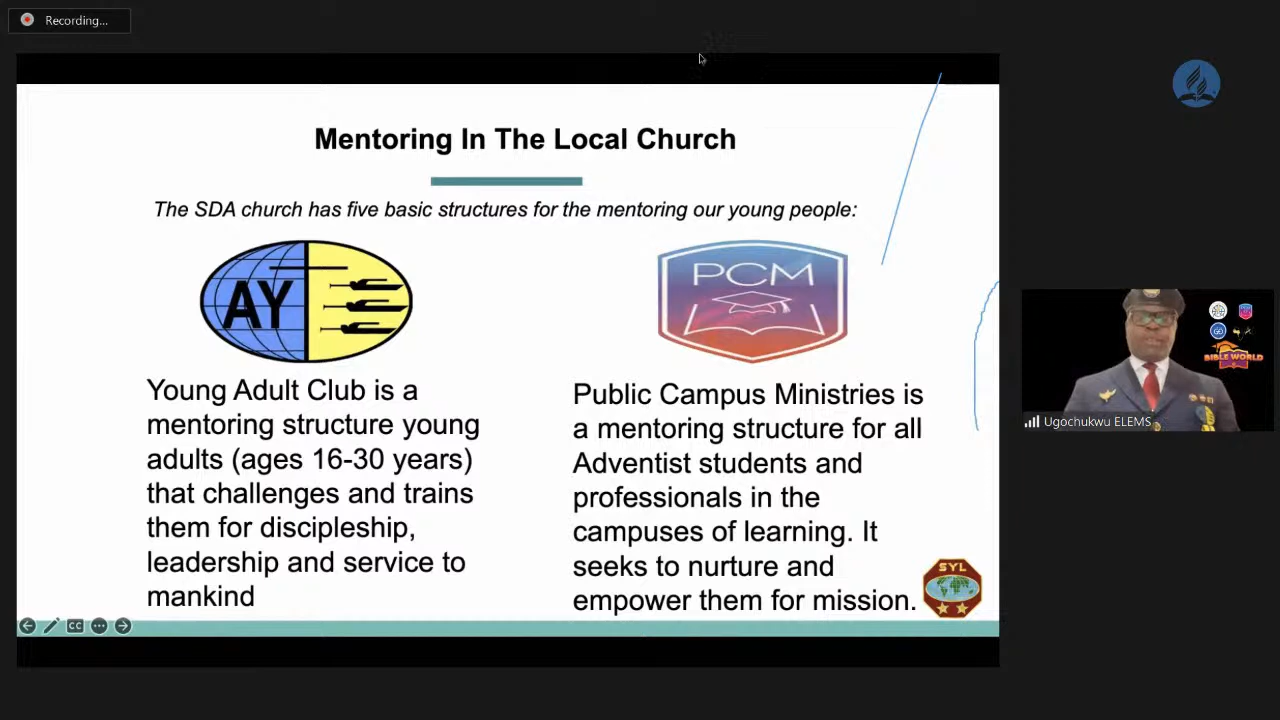 Recording...
Mentoring In The Local Church
The SDA church has five basic structures for the mentoring our young people:
AY
PCM
Young Adult Club is a
mentoring structure young
adults (ages 16-30 years)
that challenges and trains
them for discipleship,
leadership and service to
mankind
Public Campus Ministries is
a mentoring structure for all
Adventist students and
professionals in the
campuses of learning. It
seeks to nurture and
empower them for mission.
SYL
CC
BIBLE WORLD
Ugochukwu ELEMS